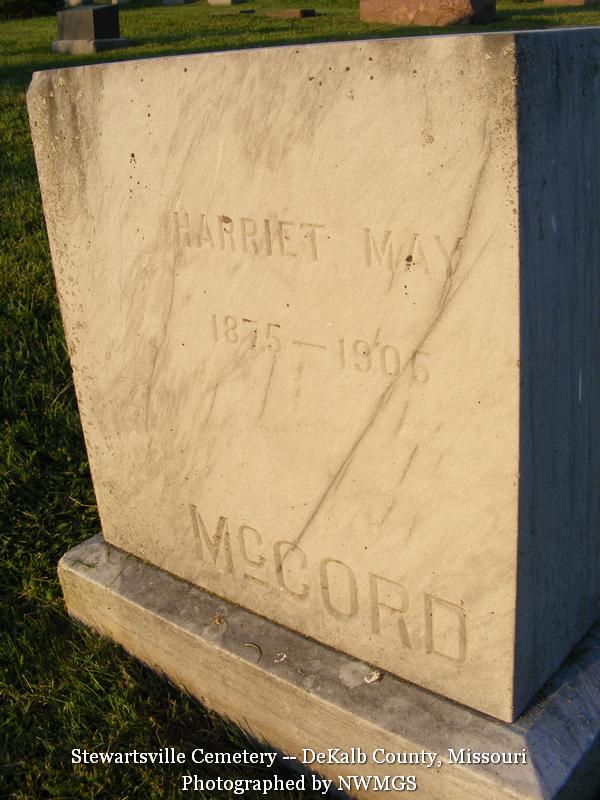 HARRIET MAY
1875—1905
McCORD
Stewartsville Cemetery -- DeKalb County, Missouri
Photographed by NWMGS